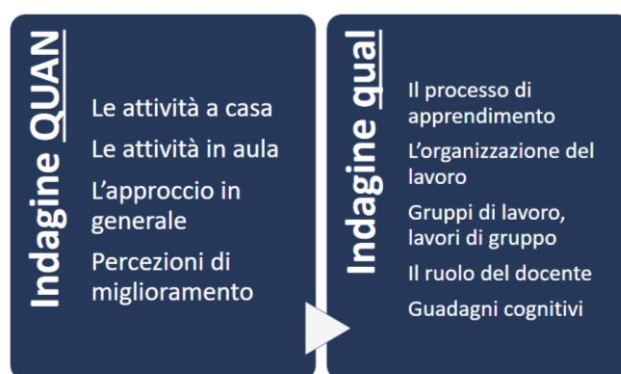 Indagine QUAN
Le attività a casa
Le attività in aula
L'approccio in
generale
Percezioni di
miglioramento
Indagine qual
Il processo di
apprendimento
L'organizzazione del
lavoro
Gruppi di lavoro,
lavori di gruppo
Il ruolo del docente
Guadagni cognitivi